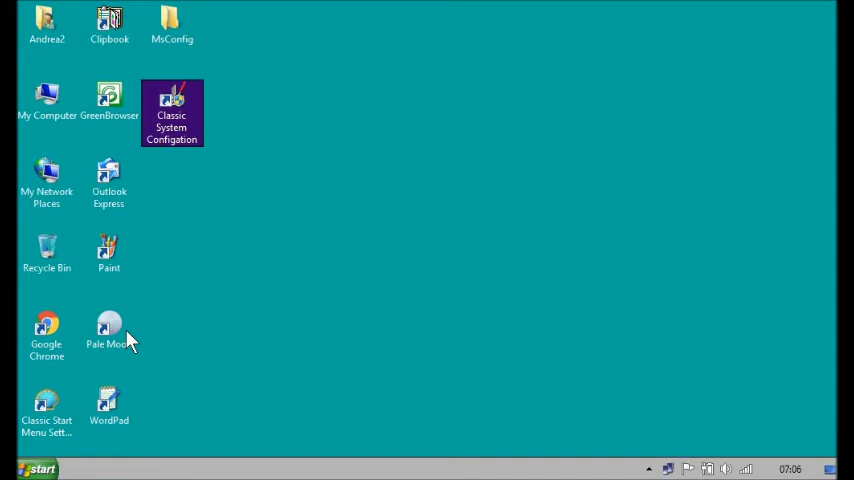 Andrea2
Clipbook
MsConfig
My Computer
GreenBrowser
Classic
System
Configation
My Network
Places
Outlook
Express
Recycle Bin
Paint
Google
Chrome
Pale Moo
Classic Start
Menu Sett...
WordPad
start
07:06